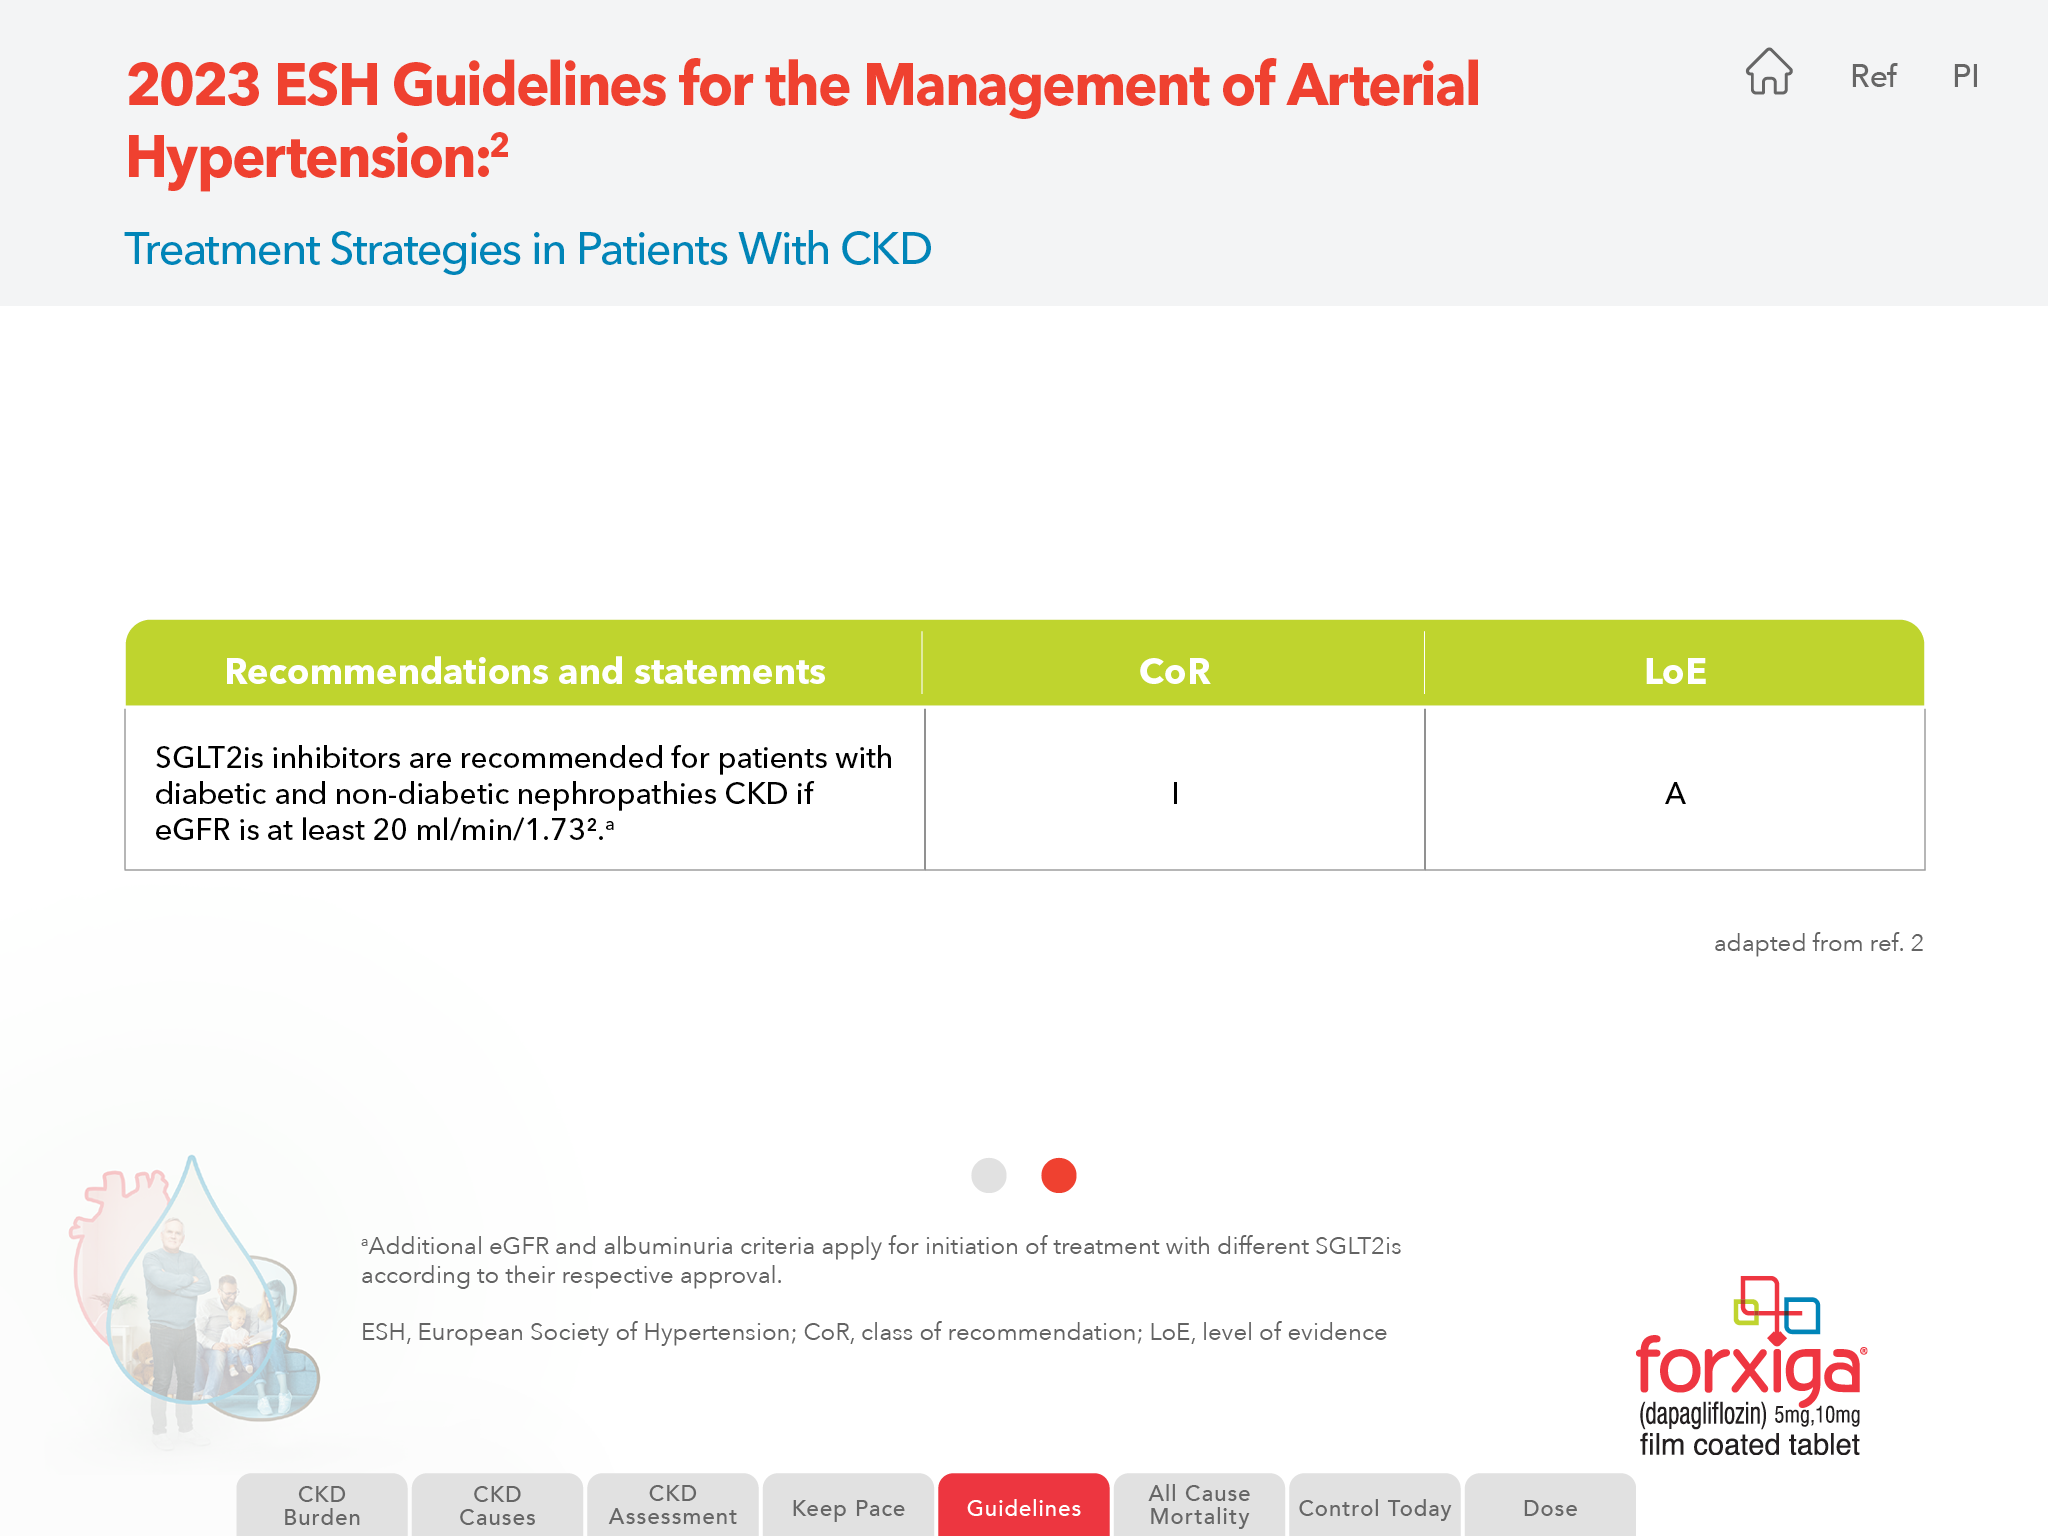 2023 ESH Guidelines for the Management of Arterial
Hypertension:²
Treatment Strategies in Patients With CKD
Ref
PI
Recommendations and statements
CoR
LoE
SGLT2is inhibitors are recommended for patients with
diabetic and non-diabetic nephropathies CKD if
eGFR is at least 20 ml/min/1.73².ᵃ
I
A
adapted from ref. 2
ᵃAdditional eGFR and albuminuria criteria apply for initiation of treatment with different SGLT2is
according to their respective approval.
ESH, European Society of Hypertension; CoR, class of recommendation; LoE, level of evidence
forxiga®
(dapagliflozin) 5mg,10mg
film coated tablet
CKD
Burden
CKD
Causes
CKD
Assessment
Keep Pace
Guidelines
All Cause
Mortality
Control Today
Dose